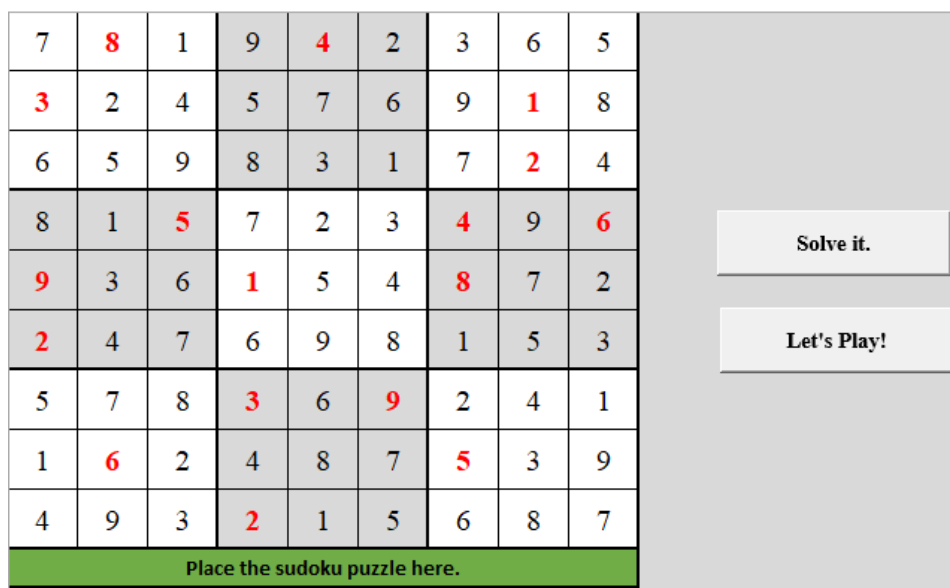 7 8 1 9 4 2 3 6 5
3 2 4 5 7 6 9 1 8
6 5 9 8 3 1 7 2 4
8 1 5 7 2 3 4 9 6
9 3 6 1 5 4 8 7 2
2 4 7 6 9 8 1 5 3
5 7 8 3 6 9 2 4 1
1 6 2 4 8 7 5 3 9
4 9 3 2 1 5 6 8 7
Place the sudoku puzzle here.
Solve it.
Let's Play!